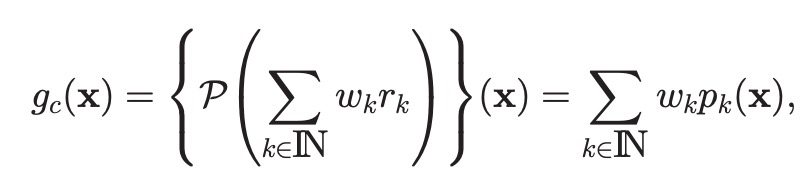 g_c(𝐱) = { 𝒫 ( ∑_{k∈ℕ} w_k r_k ) } (𝐱) = ∑_{k∈ℕ} w_k p_k(𝐱),